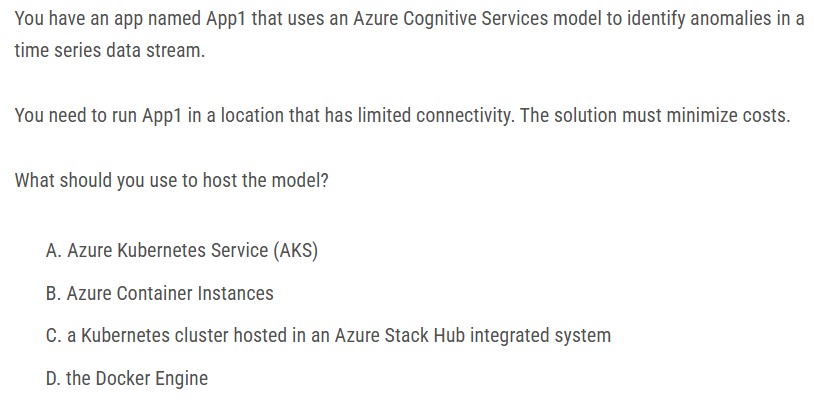 You have an app named App1 that uses an Azure Cognitive Services model to identify anomalies in a
time series data stream.
You need to run App1 in a location that has limited connectivity. The solution must minimize costs.
What should you use to host the model?
A. Azure Kubernetes Service (AKS)
B. Azure Container Instances
C. a Kubernetes cluster hosted in an Azure Stack Hub integrated system
D. the Docker Engine